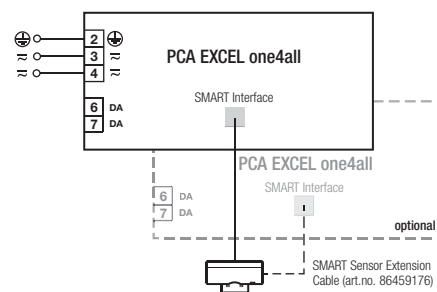 2
3
4
PCA EXCEL one4all
SMART Interface
6 DA
7 DA
PCA EXCEL one4all
SMART Interface
6 DA
7 DA
optional
SMART Sensor Extension
Cable (art.no. 86459176)